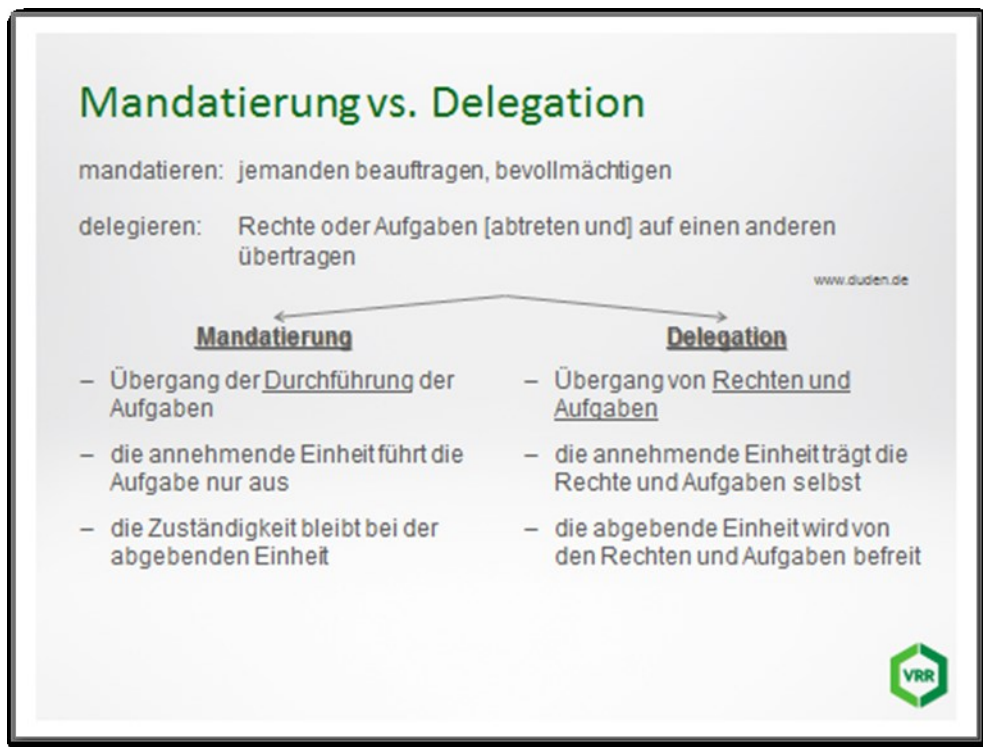 Mandatierung vs. Delegation
mandatieren: jemanden beauftragen, bevollmächtigen
delegieren: Rechte oder Aufgaben [abtreten und] auf einen anderen
übertragen
www.duden.de
Mandatierung
– Übergang der Durchführung der
Aufgaben
– die annehmende Einheit führt die
Aufgabe nur aus
– die Zuständigkeit bleibt bei der
abgebenden Einheit
Delegation
– Übergang von Rechten und
Aufgaben
– die annehmende Einheit trägt die
Rechte und Aufgaben selbst
– die abgebende Einheit wird von
den Rechten und Aufgaben befreit
VRR